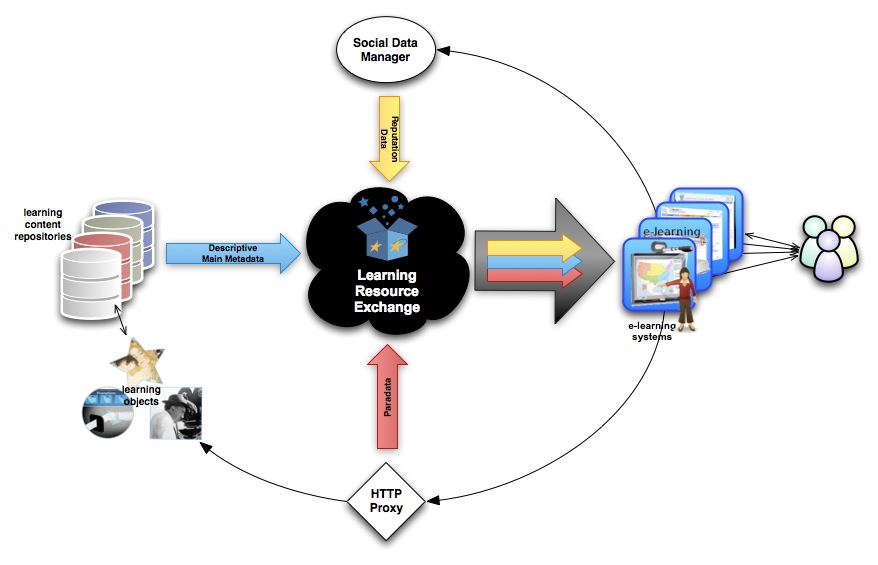 Social Data
Manager
Reputation
Data
learning
content
repositories
Descriptive
Main Metadata
Learning
Resource
Exchange
e-learning
e-learning
systems
learning
objects
Paradata
HTTP
Proxy